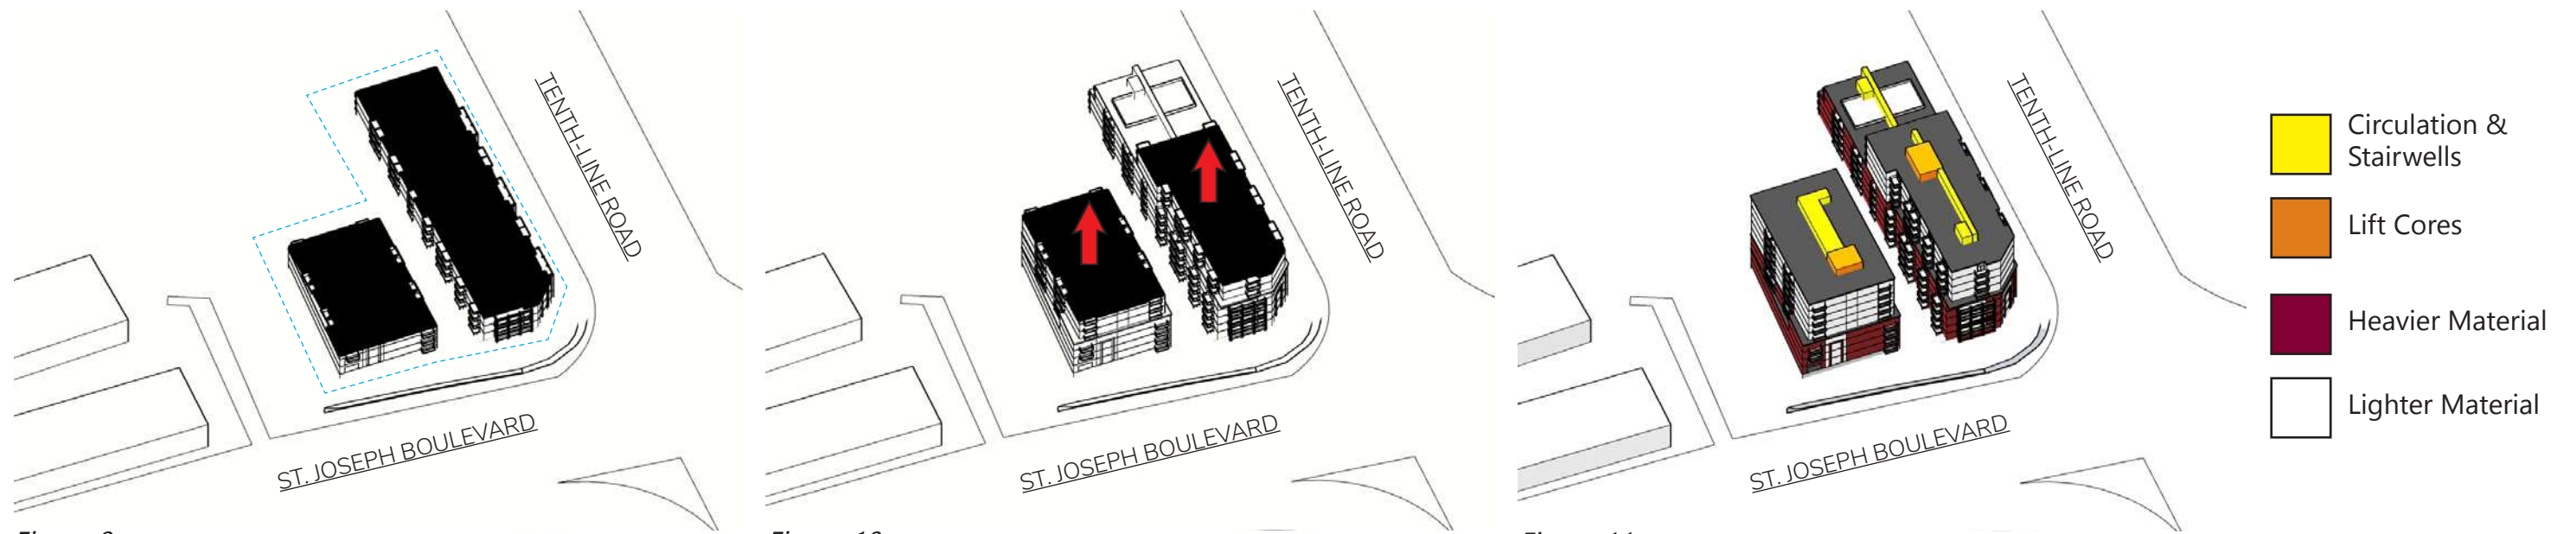 TENTH-LINE ROAD
ST. JOSEPH BOULEVARD
TENTH-LINE ROAD
ST. JOSEPH BOULEVARD
TENTH-LINE ROAD
ST. JOSEPH BOULEVARD
Circulation &
Stairwells
Lift Cores
Heavier Material
Lighter Material